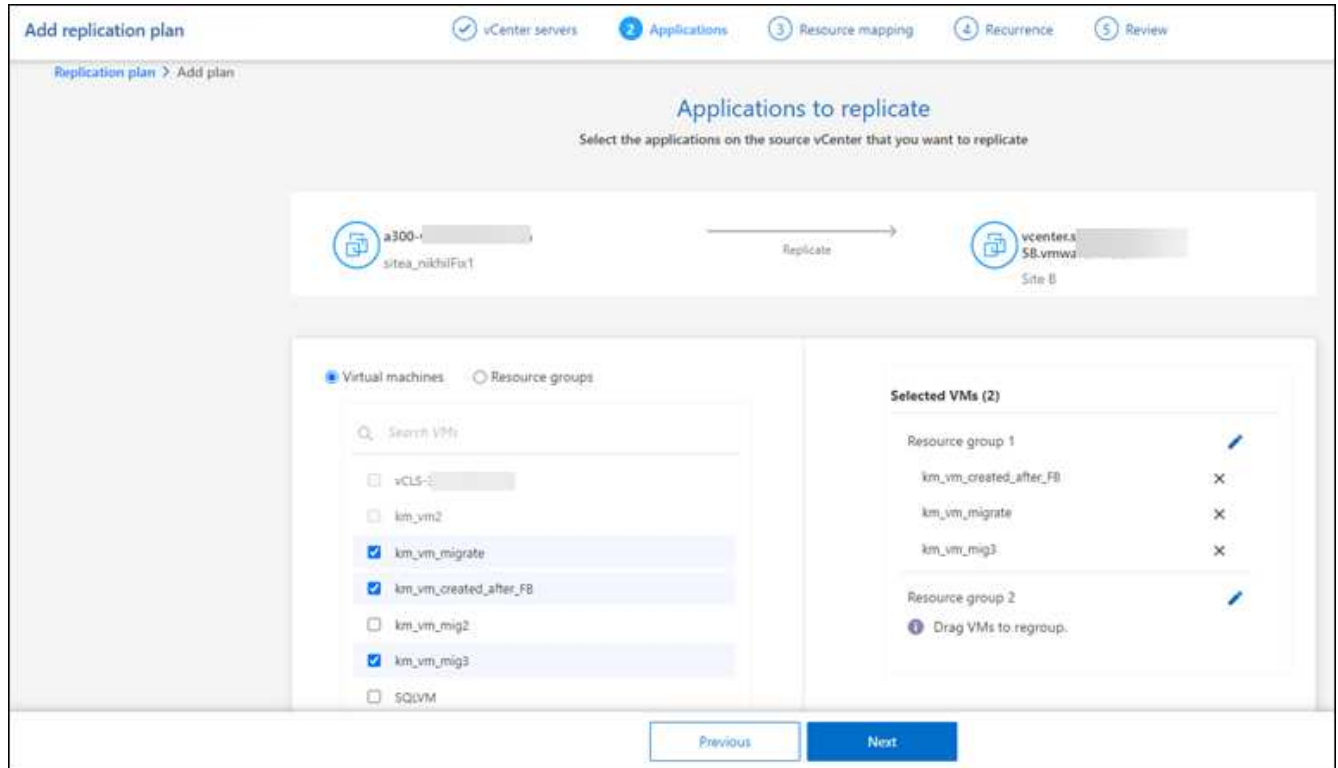 Add replication plan
vCenter servers
2 Applications
3 Resource mapping
4 Recurrence
5 Review
Replication plan > Add plan
Applications to replicate
Select the applications on the source vCenter that you want to replicate
a300-
sitea_nikhilFix1
Replicate
vcenter.s
58.vmwa
Site B
Virtual machines
Resource groups
Search VMs
vCLS-
km_vm2
km_vm_migrate
km_vm_created_after_FB
km_vm_mig2
km_vm_mig3
SQLVM
Selected VMs (2)
Resource group 1
km_vm_created_after_FB
km_vm_migrate
km_vm_mig3
Resource group 2
Drag VMs to regroup.
Previous
Next